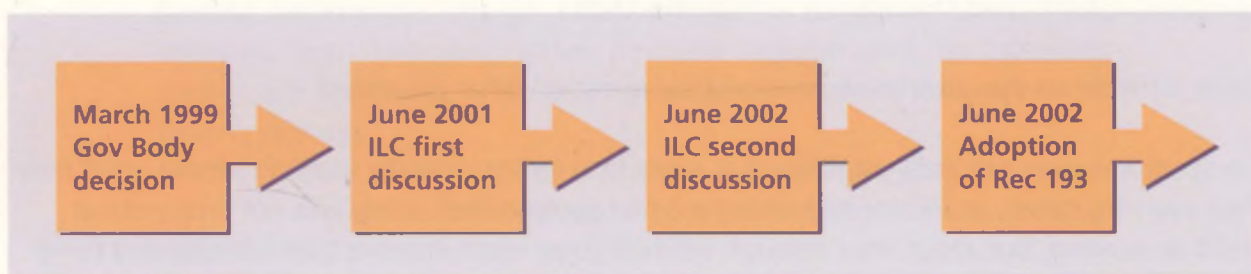 March 1999
Gov Body
decision
June 2001
ILC first
discussion
June 2002
ILC second
discussion
June 2002
Adoption
of Rec 193